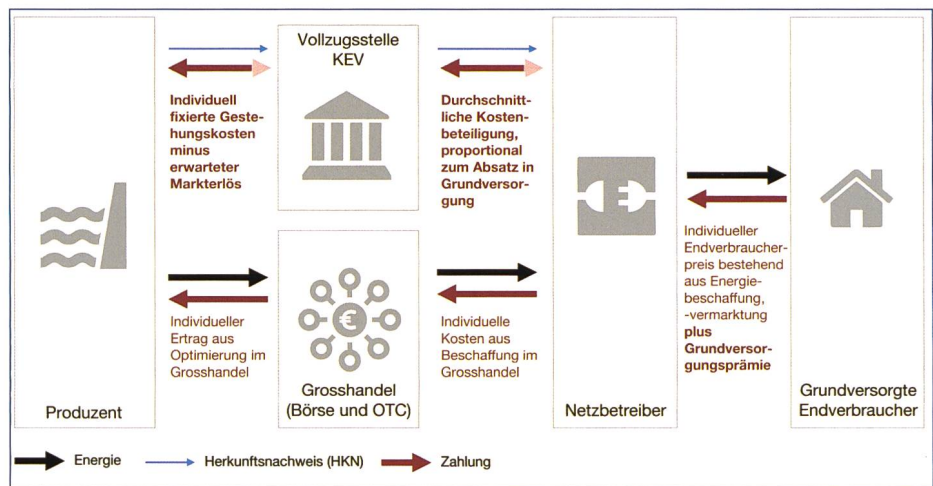 Vollzugsstelle
KEV
Individuell
fixierte Geste-
hungskosten
minus
erwarteter
Markterlös
Durchschnitt-
liche Kosten-
beteiligung,
proportional
zum Absatz in
Grundversor-
gung
Individueller
Ertrag aus
Optimierung im
Grosshandel
€
Individuelle
Kosten aus
Beschaffung im
Grosshandel
Individueller
Endverbraucher-
preis bestehend
aus Energie-
beschaffung,
-vermarktung
plus
Grundversor-
gungsprämie
Produzent
Grosshandel
(Börse und OTC)
Netzbetreiber
Grundversorgte
Endverbraucher
Energie
Herkunftsnachweis (HKN)
Zahlung